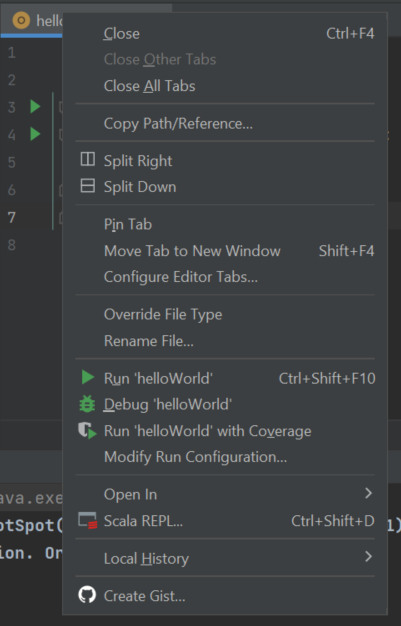 hello
Close Ctrl+F4
Close Other Tabs
Close All Tabs
1
2
3
4
5
6
7
8
Copy Path/Reference...
Split Right
Split Down
Pin Tab
Move Tab to New Window Shift+F4
Configure Editor Tabs...
Override File Type
Rename File...
Run 'helloWorld' Ctrl+Shift+F10
Debug 'helloWorld'
Run 'helloWorld' with Coverage
Modify Run Configuration...
Open In
ava.exe
Scala REPL... Ctrl+Shift+D
otSpot( 1)
ion. Or
Local History
Create Gist...